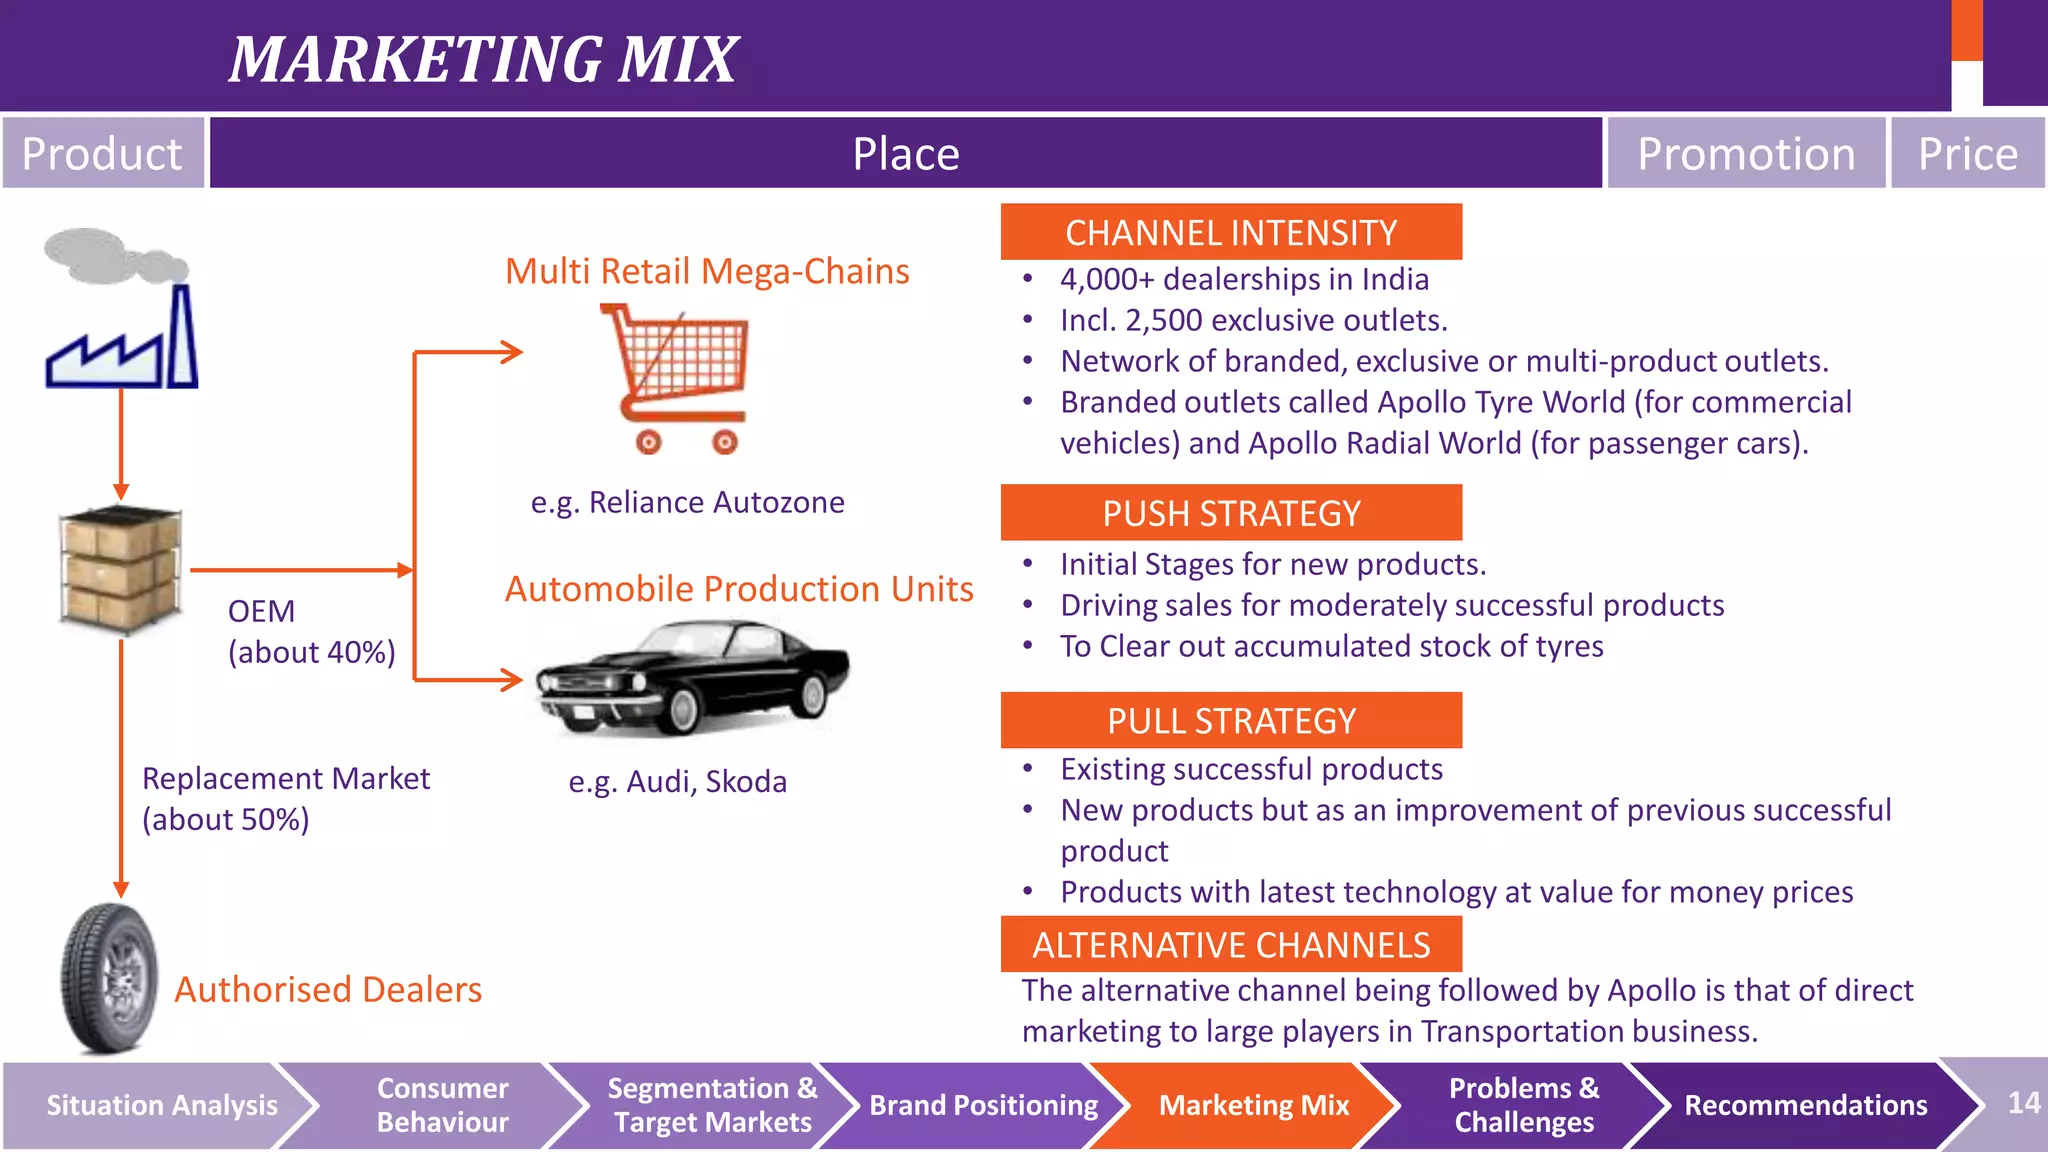 MARKETING MIX
Product
Place
Promotion
Price
Multi Retail Mega-Chains
e.g. Reliance Autozone
OEM
(about 40%)
Automobile Production Units
e.g. Audi, Skoda
Replacement Market
(about 50%)
Authorised Dealers
CHANNEL INTENSITY
• 4,000+ dealerships in India
• Incl. 2,500 exclusive outlets.
• Network of branded, exclusive or multi-product outlets.
• Branded outlets called Apollo Tyre World (for commercial
vehicles) and Apollo Radial World (for passenger cars).
PUSH STRATEGY
• Initial Stages for new products.
• Driving sales for moderately successful products
• To Clear out accumulated stock of tyres
PULL STRATEGY
• Existing successful products
• New products but as an improvement of previous successful
product
• Products with latest technology at value for money prices
ALTERNATIVE CHANNELS
The alternative channel being followed by Apollo is that of direct
marketing to large players in Transportation business.
Situation Analysis
Consumer
Behaviour
Segmentation &
Target Markets
Brand Positioning
Marketing Mix
Problems &
Challenges
Recommendations
14